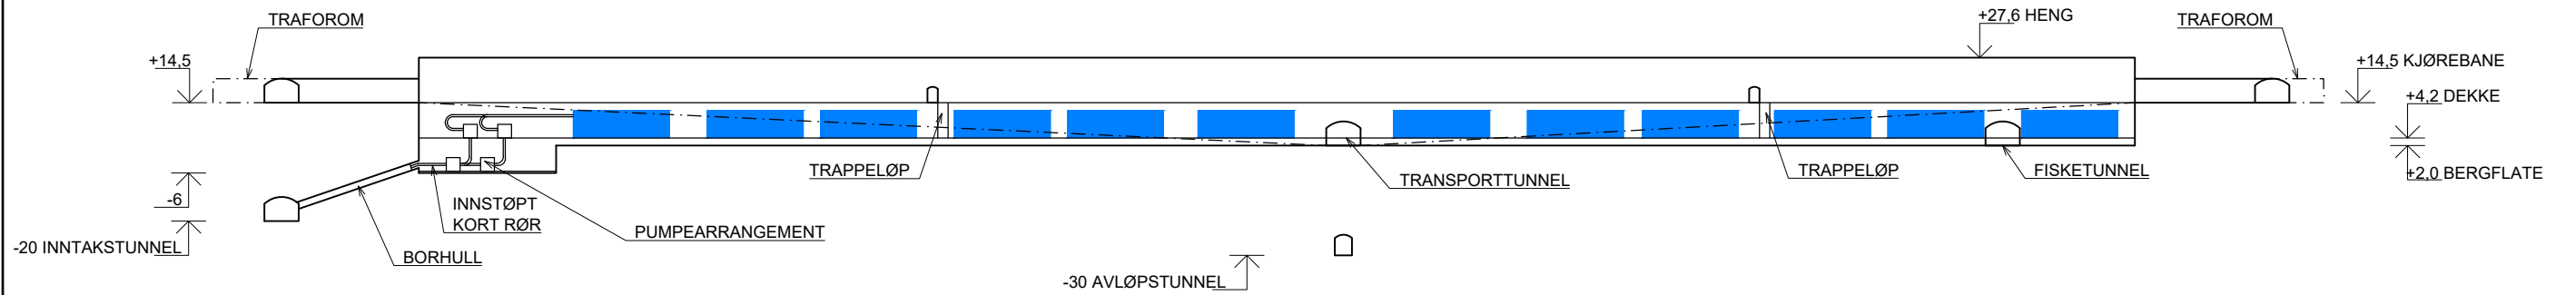 TRAFOROM
+27,6 HENG
TRAFOROM
+14,5
+14,5 KJØREBANE
+4,2 DEKKE
TRAPPELØP
TRANSPORTTUNNEL
TRAPPELØP
FISKETUNNEL
+2,0 BERGFLATE
-6
INNSTØPT
KORT RØR
PUMPEARRANGEMENT
-20 INNTAKSTUNNEL
BORHULL
-30 AVLØPSTUNNEL